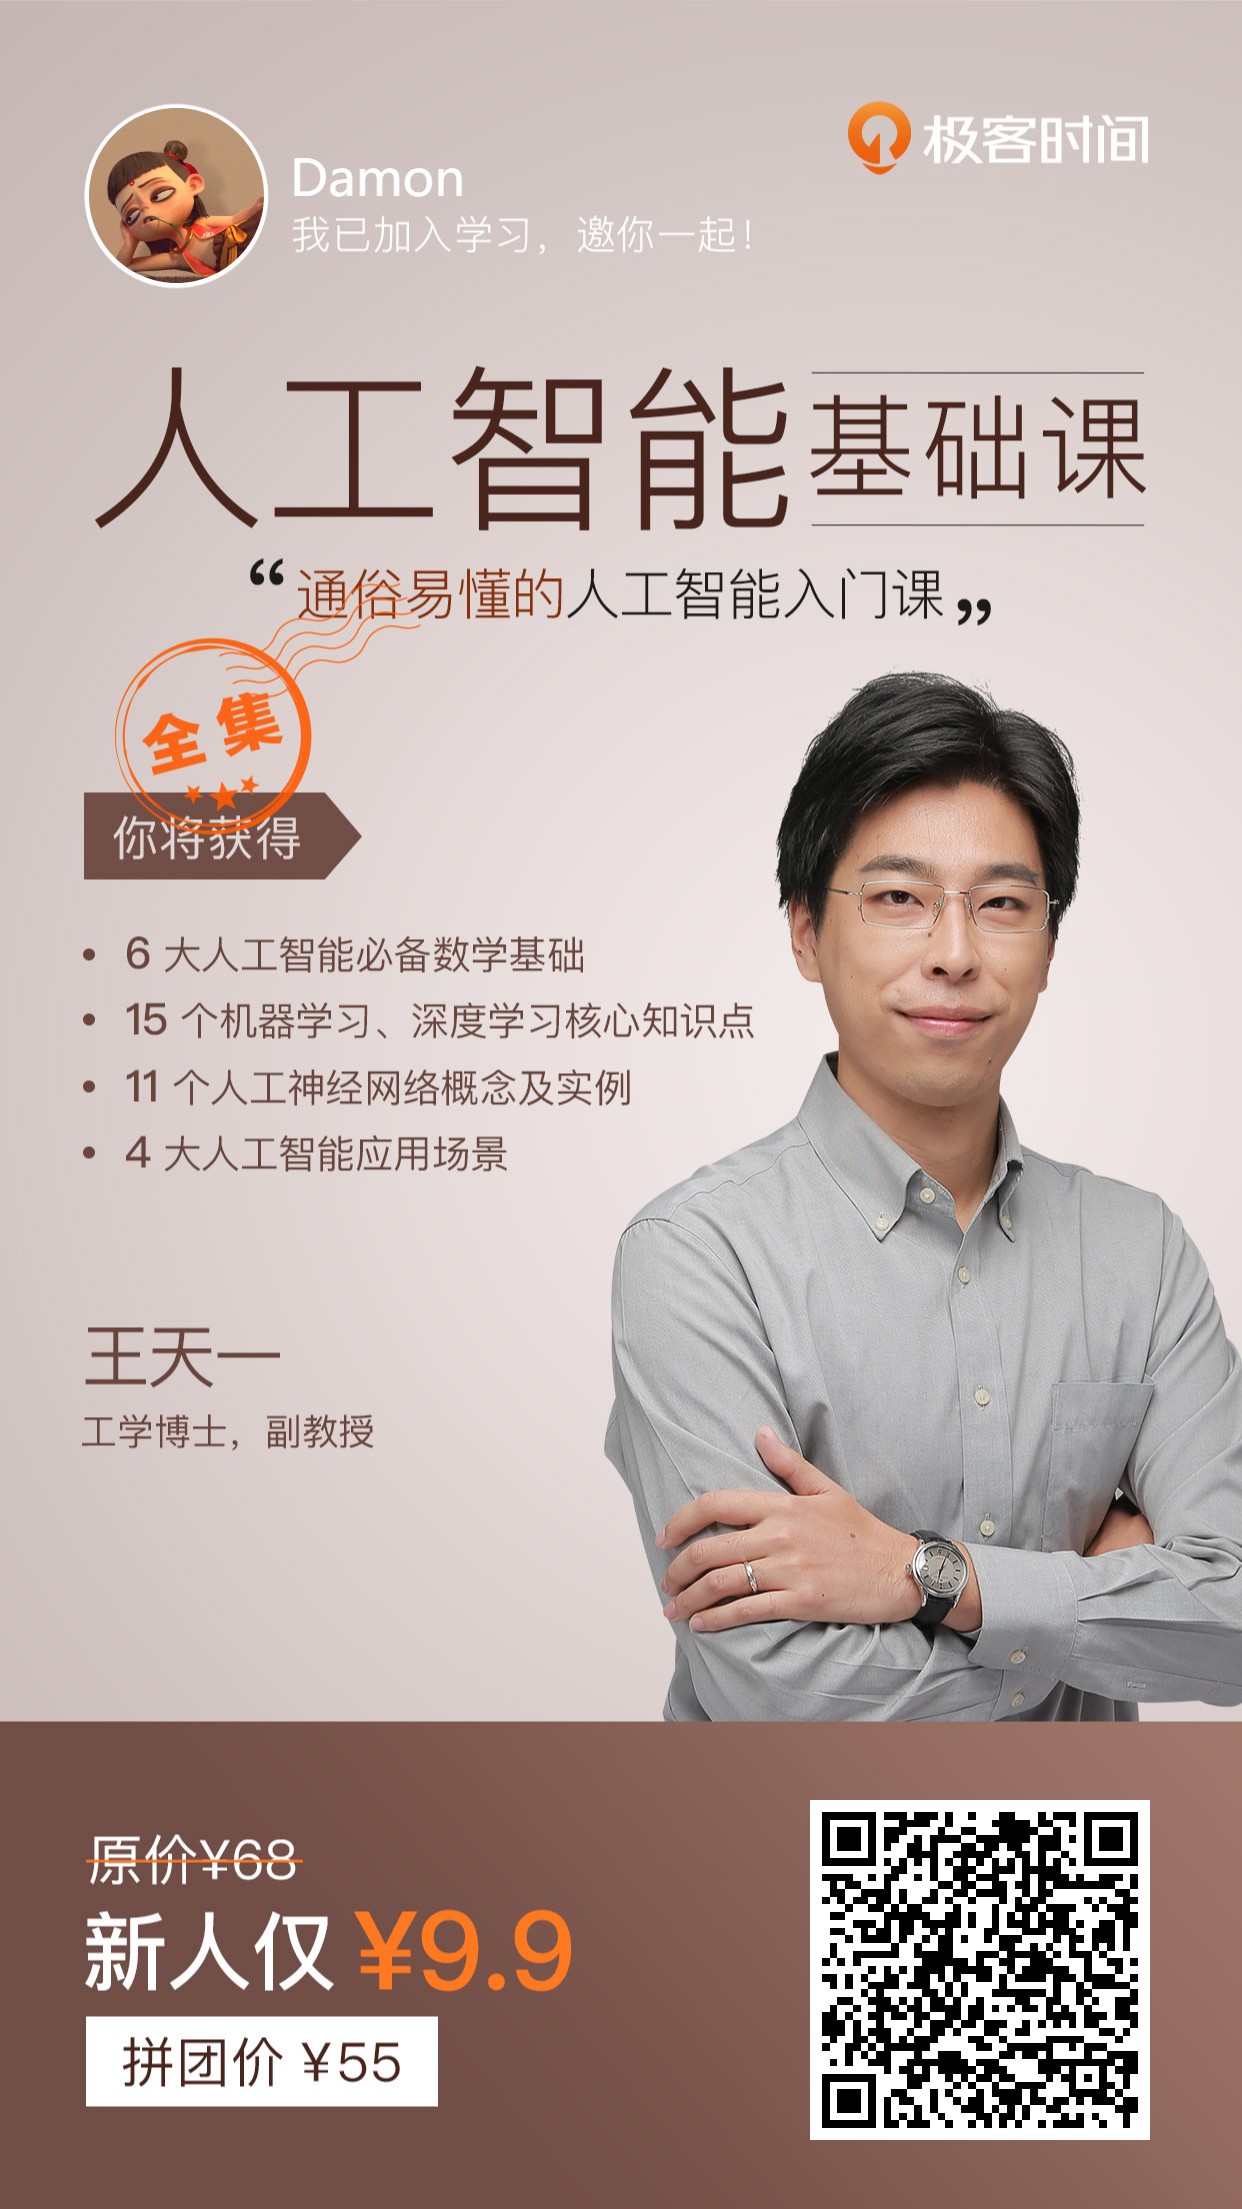 极客时间
Damon
我已加入学习，邀你一起！
人工智能基础课
“通俗易懂的人工智能入门课”
全集
你将获得
• 6 大人工智能必备数学基础
• 15 个机器学习、深度学习核心知识点
• 11 个人工神经网络概念及实例
• 4 大人工智能应用场景
王天一
工学博士，副教授
原价¥68
新人仅 ¥9.9
拼团价 ¥55